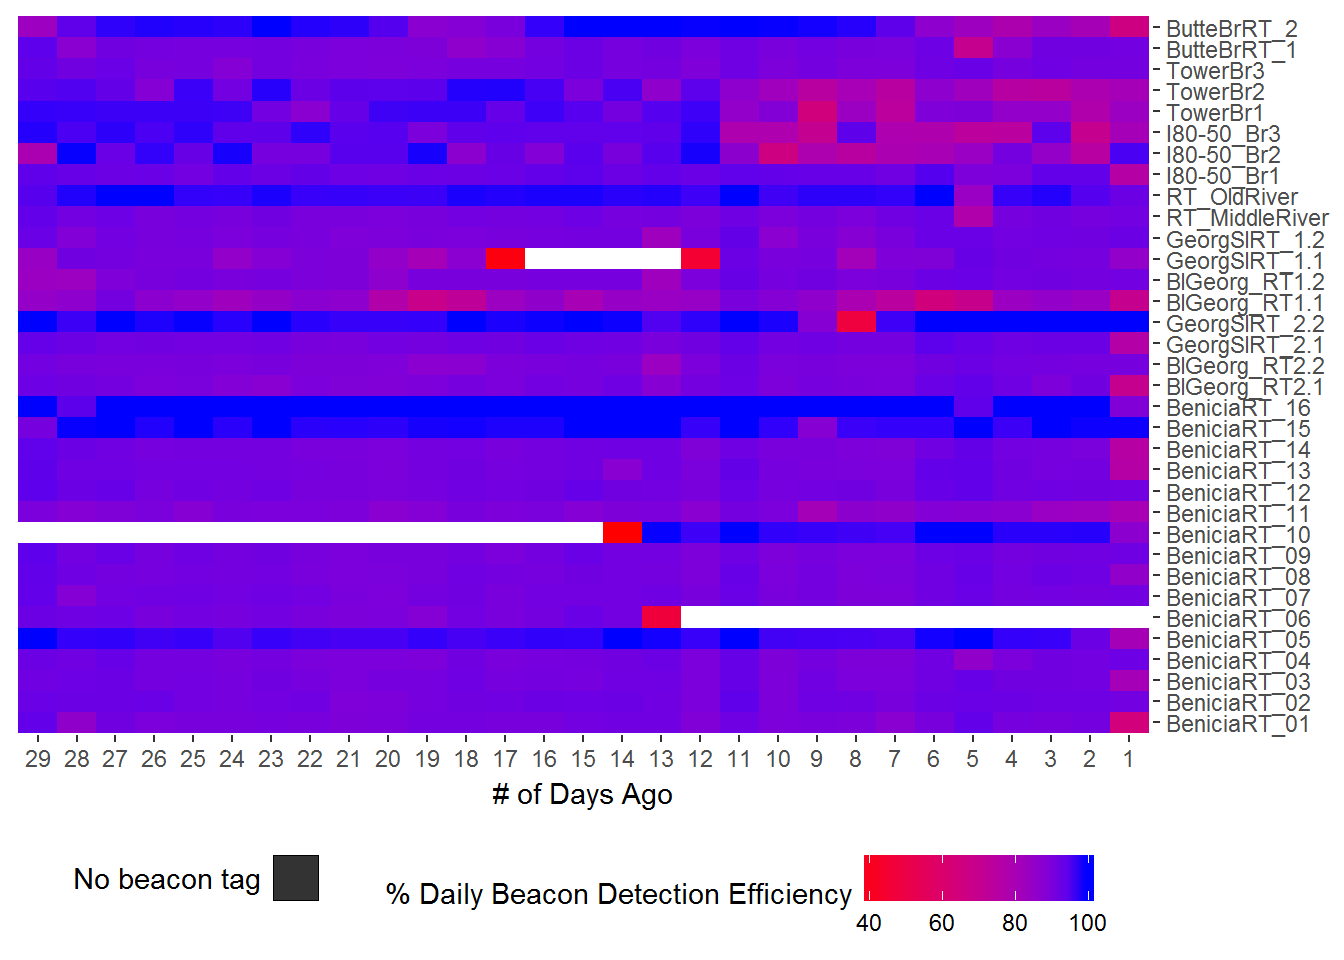 ButteBrRT_2
ButteBrRT_1
TowerBr3
TowerBr2
TowerBr1
I80-50_Br3
I80-50_Br2
I80-50_Br1
RT_OldRiver
RT_MiddleRiver
GeorgSlRT_1.2
GeorgSlRT_1.1
BlGeorg_RT1.2
BlGeorg_RT1.1
GeorgSlRT_2.2
GeorgSlRT_2.1
BlGeorg_RT2.2
BlGeorg_RT2.1
BeniciaRT_16
BeniciaRT_15
BeniciaRT_14
BeniciaRT_13
BeniciaRT_12
BeniciaRT_11
BeniciaRT_10
BeniciaRT_09
BeniciaRT_08
BeniciaRT_07
BeniciaRT_06
BeniciaRT_05
BeniciaRT_04
BeniciaRT_03
BeniciaRT_02
BeniciaRT_01
29 28 27 26 25 24 23 22 21 20 19 18 17 16 15 14 13 12 11 10 9 8 7 6 5 4 3 2 1
# of Days Ago
No beacon tag
% Daily Beacon Detection Efficiency
40 60 80 100